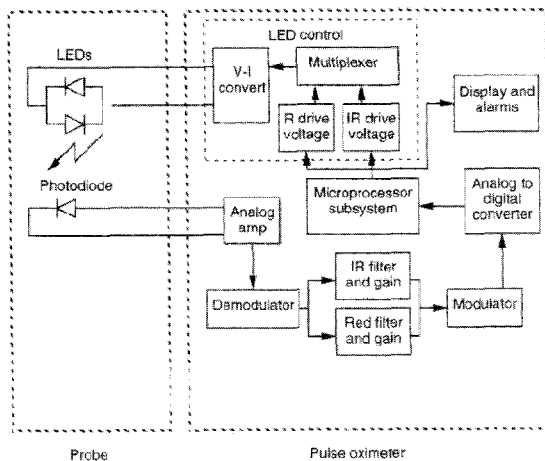 LED control
LEDs
V-I
convert
Multiplexer
R drive
voltage
IR drive
voltage
Display and
alarms
Photodiode
Microprocessor
subsystem
Analog to
digital
converter
Analog
amp
Demodulator
IR filter
and gain
Red filter
and gain
Modulator
Probe
Pulse oximeter